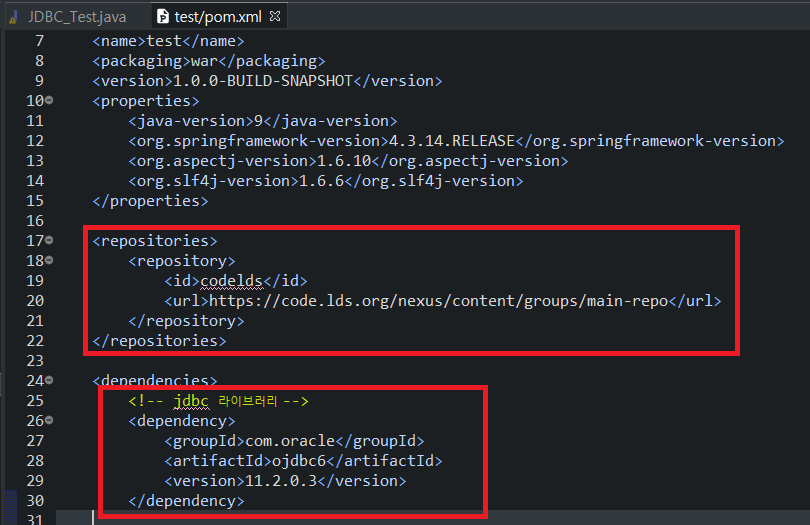 JDBC_Test.java test/pom.xml
7 <name>test</name>
8 <packaging>war</packaging>
9 <version>1.0.0-BUILD-SNAPSHOT</version>
10 <properties>
11 <java-version>9</java-version>
12 <org.springframework-version>4.3.14.RELEASE</org.springframework-version>
13 <org.aspectj-version>1.6.10</org.aspectj-version>
14 <org.slf4j-version>1.6.6</org.slf4j-version>
15 </properties>
16
17 <repositories>
18 <repository>
19 <id>codelds</id>
20 <url>https://code.lds.org/nexus/content/groups/main-repo</url>
21 </repository>
22 </repositories>
23
24 <dependencies>
25 <!-- jdbc 라이브러리 -->
26 <dependency>
27 <groupId>com.oracle</groupId>
28 <artifactId>ojdbc6</artifactId>
29 <version>11.2.0.3</version>
30 </dependency>
31